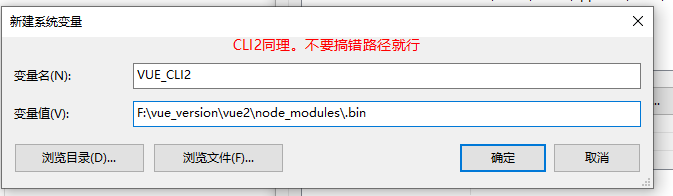 新建系统变量
CLI2同理。不要搞错路径就行
变量名(N):
VUE_CLI2
变量值(V):
F:\vue_version\vue2\node_modules\.bin
浏览目录(D)...
浏览文件(F)...
确定
取消